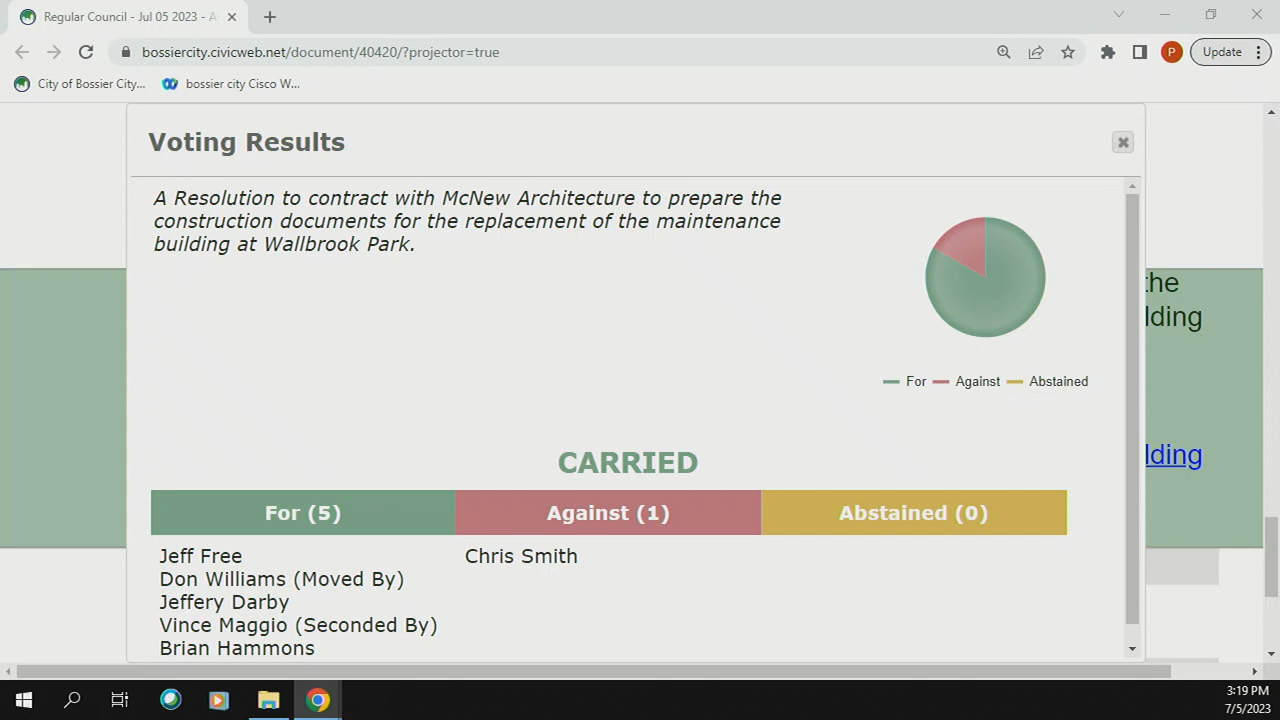 Regular Council - Jul 05 2023 - A
bossiercity.civicweb.net/document/40420/?projector=true
P
Update
City of Bossier City...
bossier city Cisco W...
Voting Results
A Resolution to contract with McNew Architecture to prepare the
construction documents for the replacement of the maintenance
building at Wallbrook Park.
For Against Abstained
the
lding
lding
CARRIED
For (5) Against (1) Abstained (0)
Jeff Free Chris Smith
Don Williams (Moved By)
Jeffery Darby
Vince Maggio (Seconded By)
Brian Hammons
3:19 PM
7/5/2023